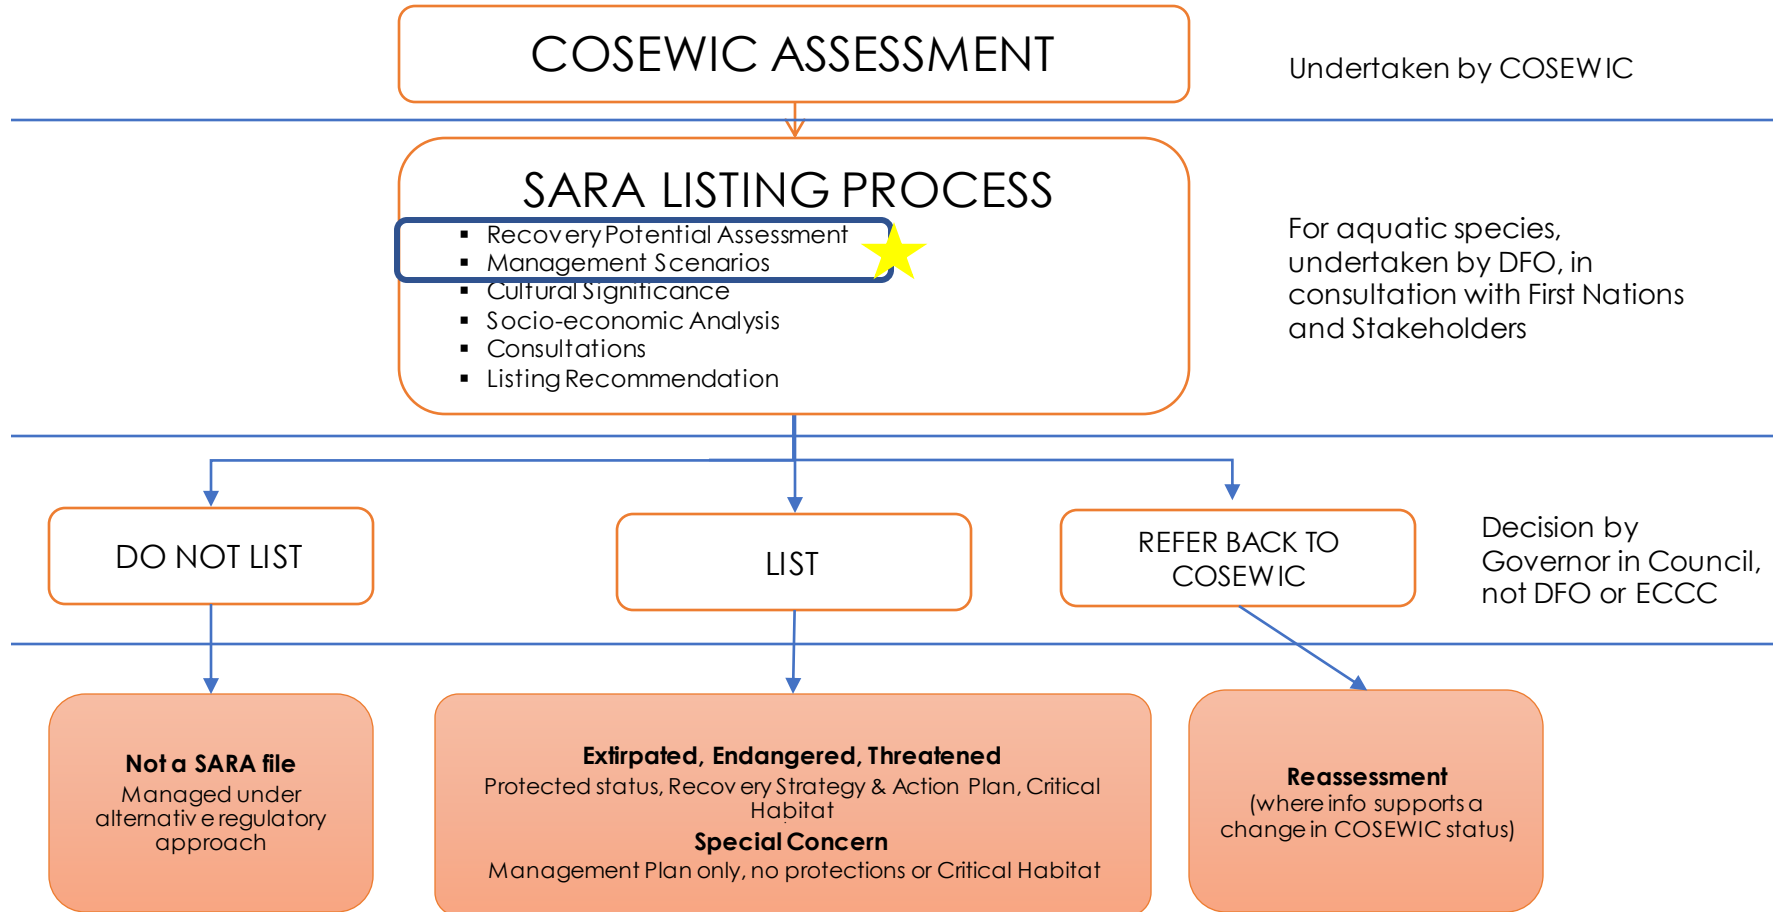 COSEWIC ASSESSMENT
Undertaken by COSEWIC
SARA LISTING PROCESS
▪ Recovery Potential Assessment
▪ Management Scenarios
▪ Cultural Significance
▪ Socio-economic Analysis
▪ Consultations
▪ Listing Recommendation
For aquatic species,
undertaken by DFO, in
consultation with First Nations
and Stakeholders
DO NOT LIST
LIST
REFER BACK TO
COSEWIC
Decision by
Governor in Council,
not DFO or ECCC
Not a SARA file
Managed under
alternative regulatory
approach
Extirpated, Endangered, Threatened
Protected status, Recovery Strategy & Action Plan, Critical
Habitat
Special Concern
Management Plan only, no protections or Critical Habitat
Reassessment
(where info supports a
change in COSEWIC status)